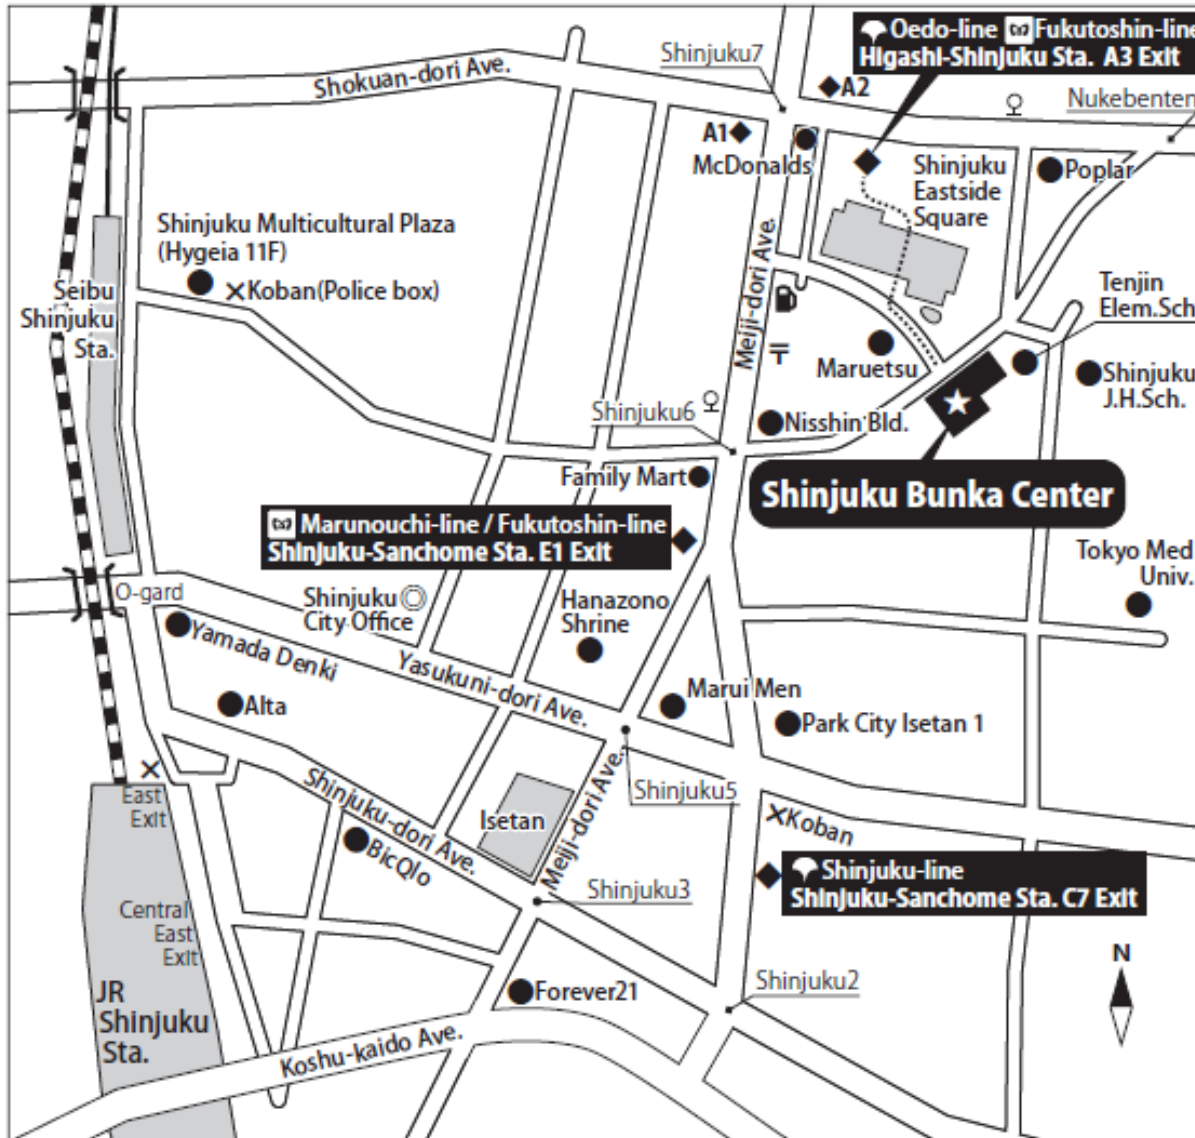 Oedo-line Fukutoshin-line
Higashi-Shinjuku Sta. A3 Exit
Shinjuku7
Shokuan-dori Ave.
A2
Nukebenten
A1
McDonalds
Shinjuku
Eastside
Square
Poplar
Shinjuku Multicultural Plaza
(Hygeia 11F)
Koban(Police box)
Meiji-dori Ave.
Seibu
Shinjuku
Sta.
Tenjin
Elem.Sch
Maruetsu
Shinjuku
J.H.Sch.
〒
Shinjuku6
Nisshin Bld.
Family Mart
Shinjuku Bunka Center
Marunouchi-line / Fukutoshin-line
Shinjuku-Sanchome Sta. E1 Exit
Tokyo Med
Univ.
O-gard
Shinjuku
City Office
Hanazono
Shrine
Yamada Denki
Yasukuni-dori Ave.
Marui Men
Alta
Park City Isetan 1
East
Exit
Shinjuku-dori Ave.
Isetan
Meiji-dori Ave.
Shinjuku5
Koban
BicQlo
Shinjuku-line
Shinjuku-Sanchome Sta. C7 Exit
Shinjuku3
Central
East
Exit
N
JR
Shinjuku
Sta.
Forever21
Shinjuku2
Koshu-kaido Ave.